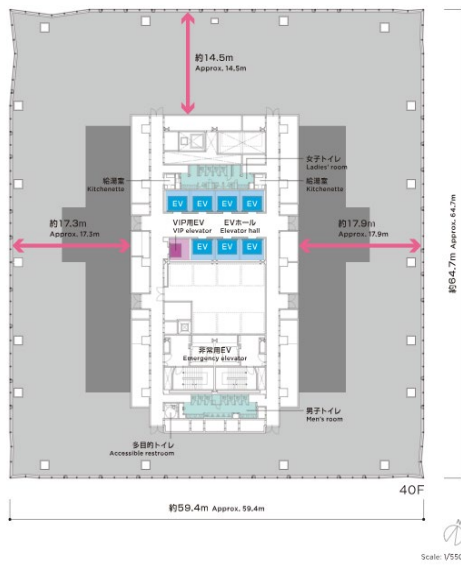 約14.5m
Approx. 14.5m
女子トイレ
Ladies' room
給湯室
Kitchenette
給湯室
Kitchenette
EV EV EV EV
約17.3m
Approx. 17.3m
VIP用EV
VIP elevator
EVホール
Elevator hall
約17.9m
Approx. 17.9m
EV EV EV
約64.7m Approx. 64.7m
非常用EV
Emergency elevator
男子トイレ
Men's room
多目的トイレ
Accessible restroom
40F
約59.4m Approx. 59.4m
Scale: 1/550